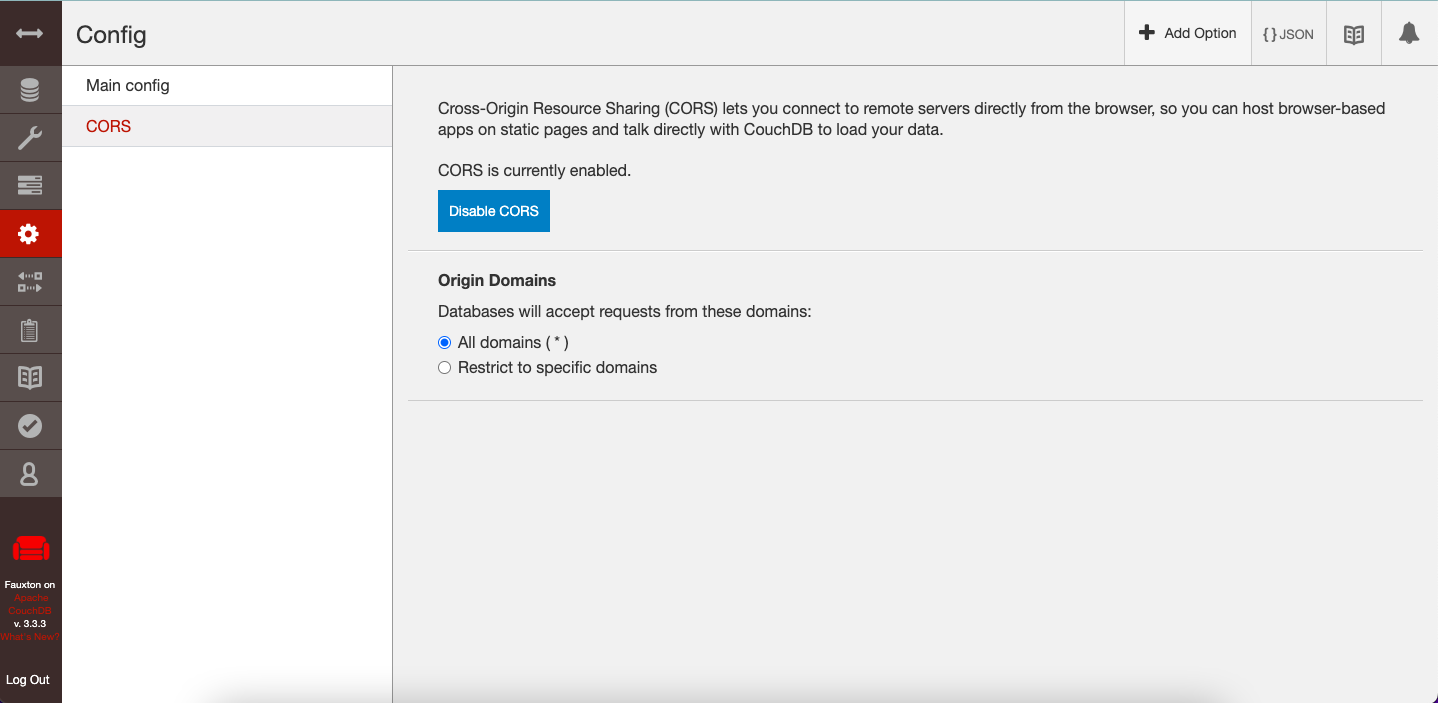 Config
Add Option
{ } JSON
Main config
CORS
Cross-Origin Resource Sharing (CORS) lets you connect to remote servers directly from the browser, so you can host browser-based
apps on static pages and talk directly with CouchDB to load your data.
CORS is currently enabled.
Disable CORS
Origin Domains
Databases will accept requests from these domains:
All domains ( * )
Restrict to specific domains
Fauxton on
Apache
CouchDB
v. 3.3.3
What's New?
Log Out